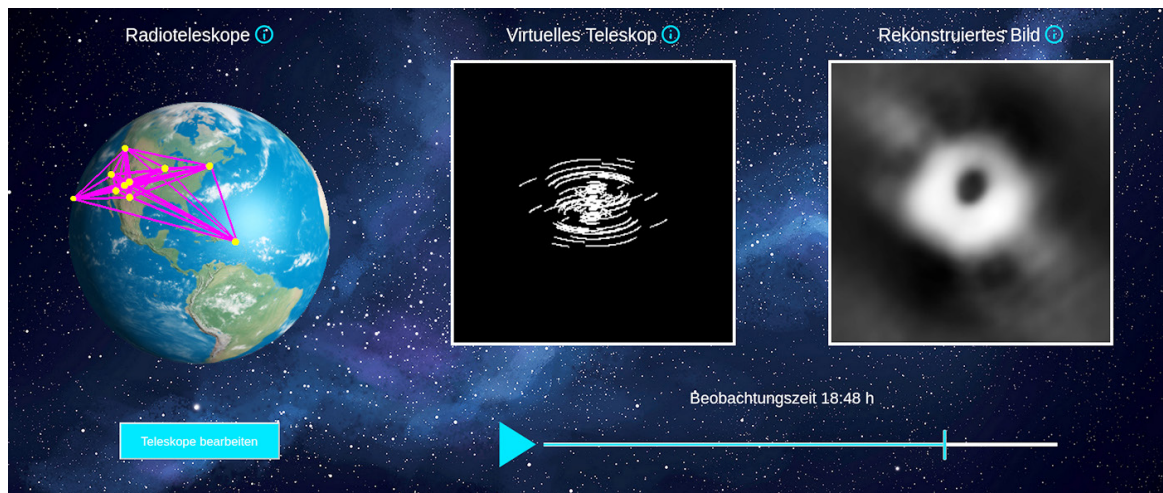 Radioteleskope
Virtuelles Teleskop
Rekonstruiertes Bild
Beobachtungszeit 18:48 h
Teleskope bearbeiten